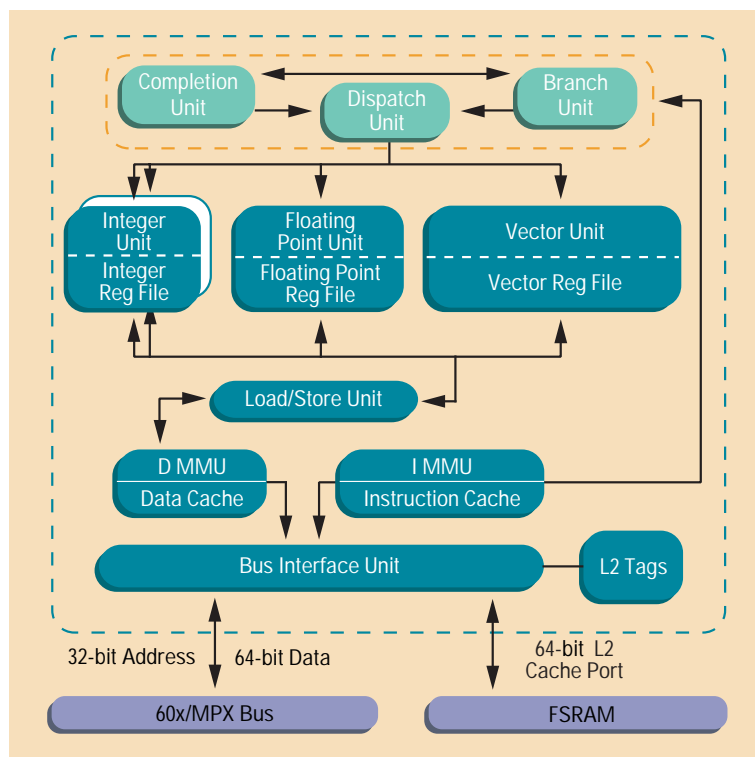 Completion
Unit
Dispatch
Unit
Branch
Unit
Integer
Unit
Integer
Reg File
Floating
Point Unit
Floating Point
Reg File
Vector Unit
Vector Reg File
Load/Store Unit
D MMU
Data Cache
I MMU
Instruction Cache
Bus Interface Unit
L2 Tags
32-bit Address
64-bit Data
64-bit L2
Cache Port
60x/MPX Bus
FSRAM